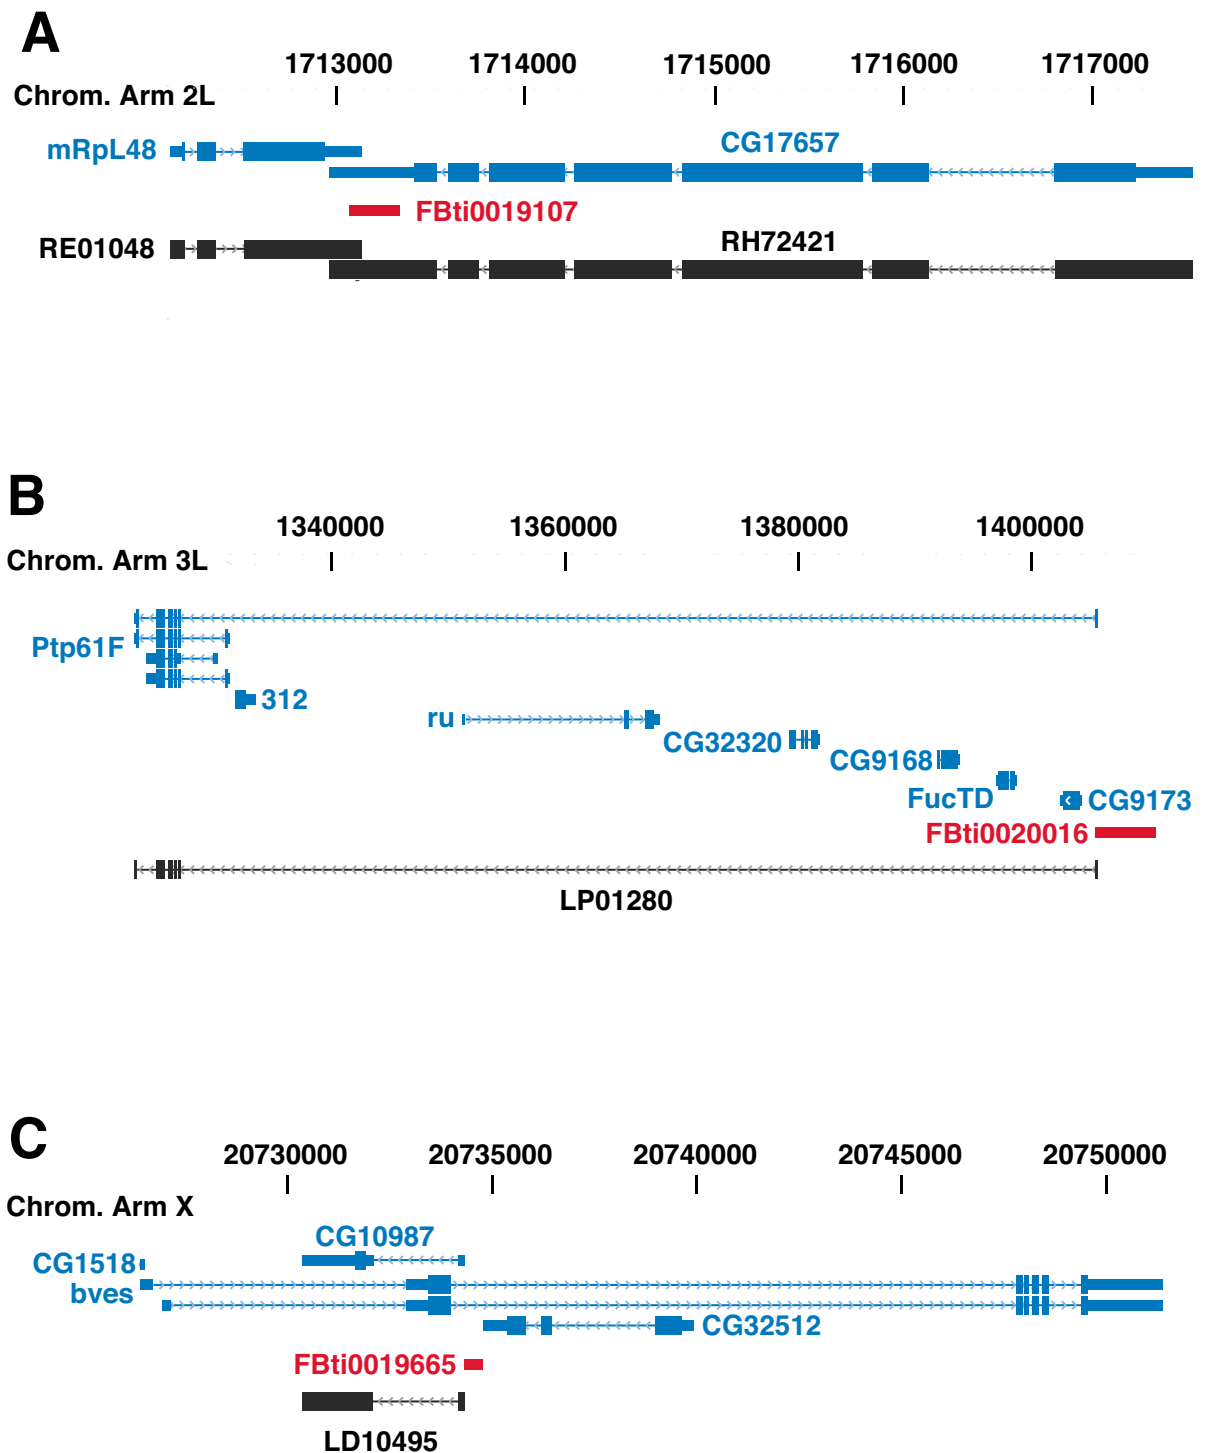 A
1713000 1714000 1715000 1716000 1717000
Chrom. Arm 2L
mRpL48 CG17657
FBti0019107
RE01048 RH72421
B
1340000 1360000 1380000 1400000
Chrom. Arm 3L
Ptp61F
312
ru
CG32320
CG9168
FucTD CG9173
FBti0020016
LP01280
C
20730000 20735000 20740000 20745000 20750000
Chrom. Arm X
CG10987
CG1518
bves
CG32512
FBti0019665
LD10495